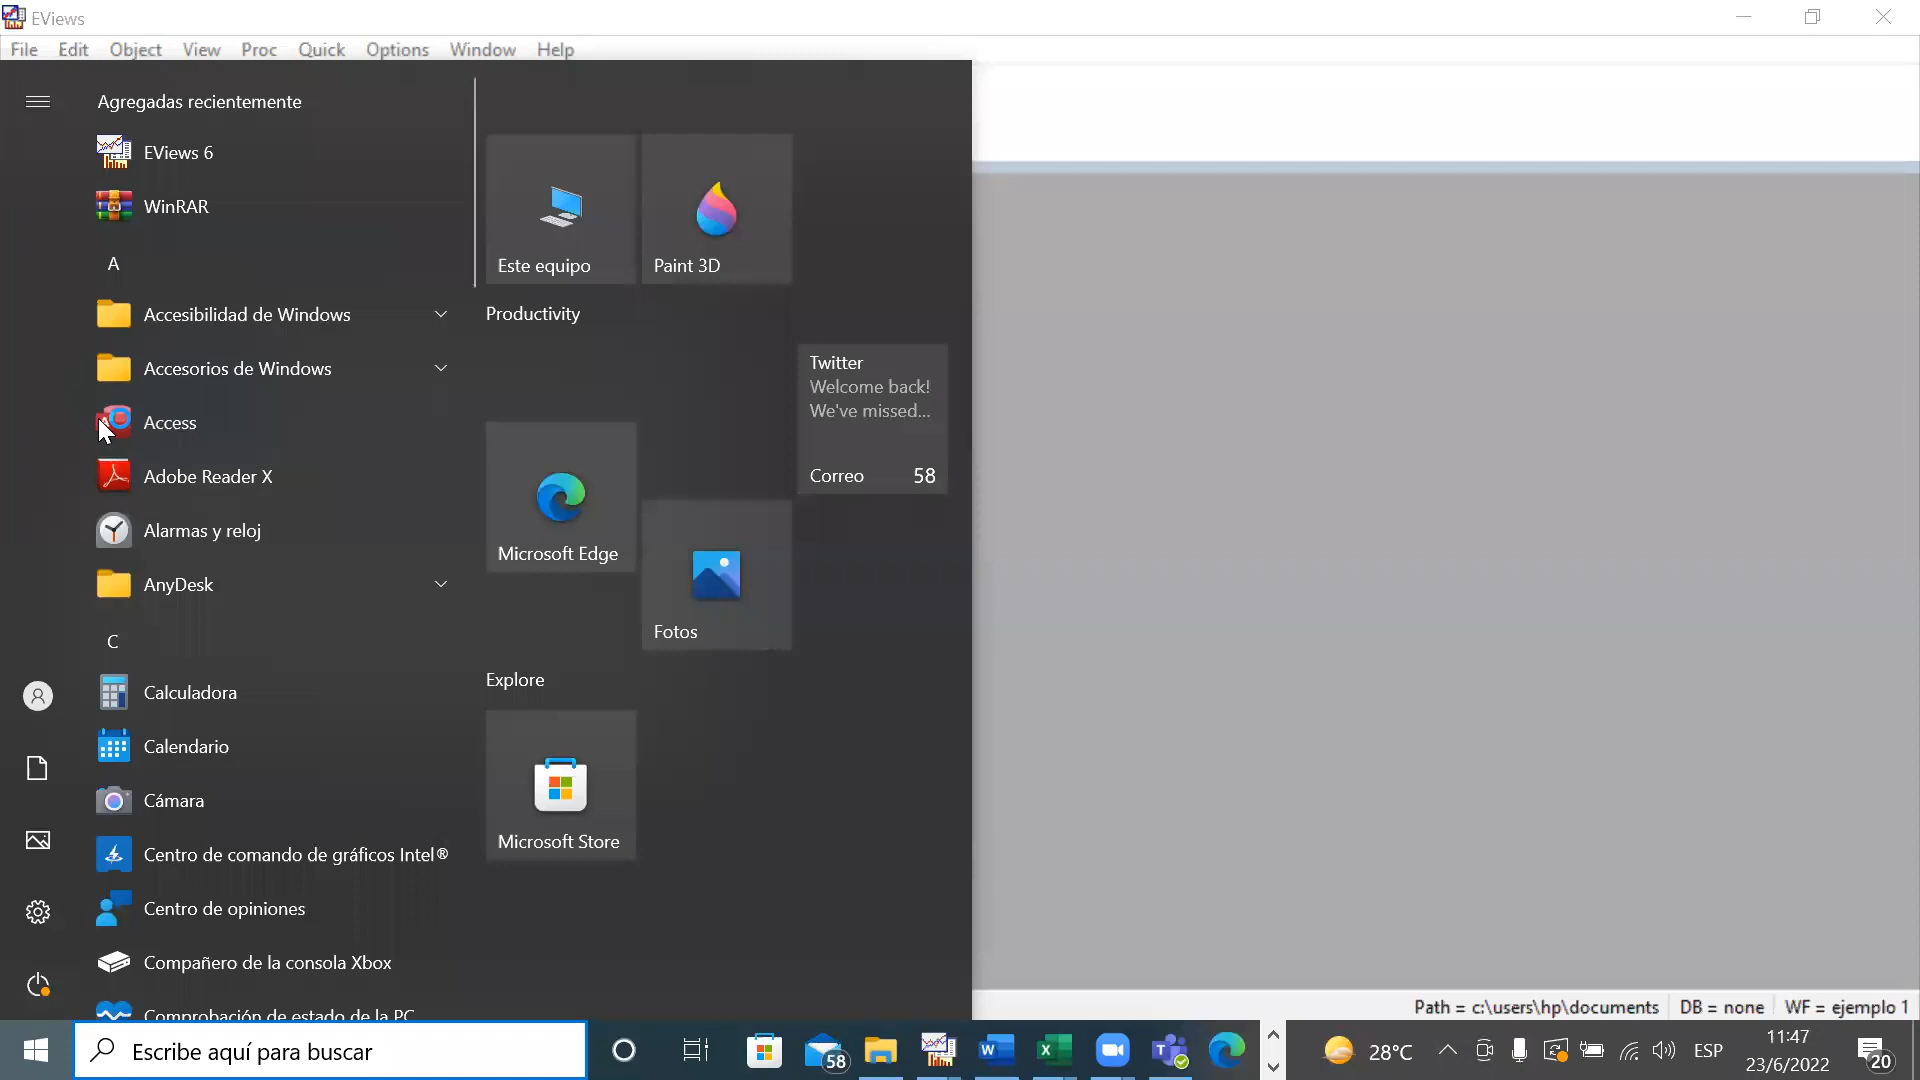 EViews
File Edit Object View Proc Quick Options Window Help
Agregadas recientemente
EViews 6
WinRAR
A
Accesibilidad de Windows
Accesorios de Windows
Access
Adobe Reader X
Alarmas y reloj
AnyDesk
C
Calculadora
Calendario
Cámara
Centro de comando de gráficos Intel®
Centro de opiniones
Compañero de la consola Xbox
Comprobación de estado de la PC
Este equipo
Paint 3D
Productivity
Twitter
Welcome back!
We've missed...
Correo 58
Microsoft Edge
Fotos
Explore
Microsoft Store
Path = c:\users\hp\documents DB = none WF = ejemplo 1
Escribe aquí para buscar
58
28°C
ESP
11:47
23/6/2022
20